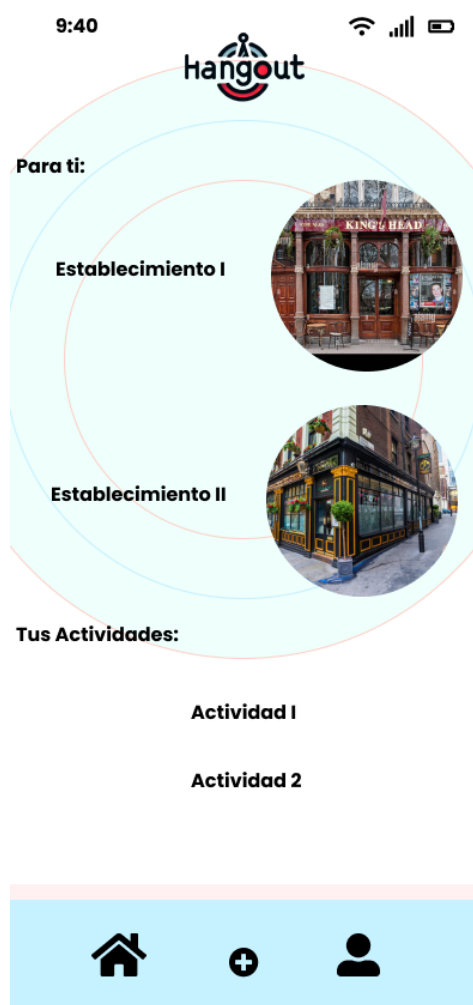 9:40
Hangout
Para ti:
KING'S HEAD
Establecimiento I
Establecimiento II
Tus Actividades:
Actividad I
Actividad 2